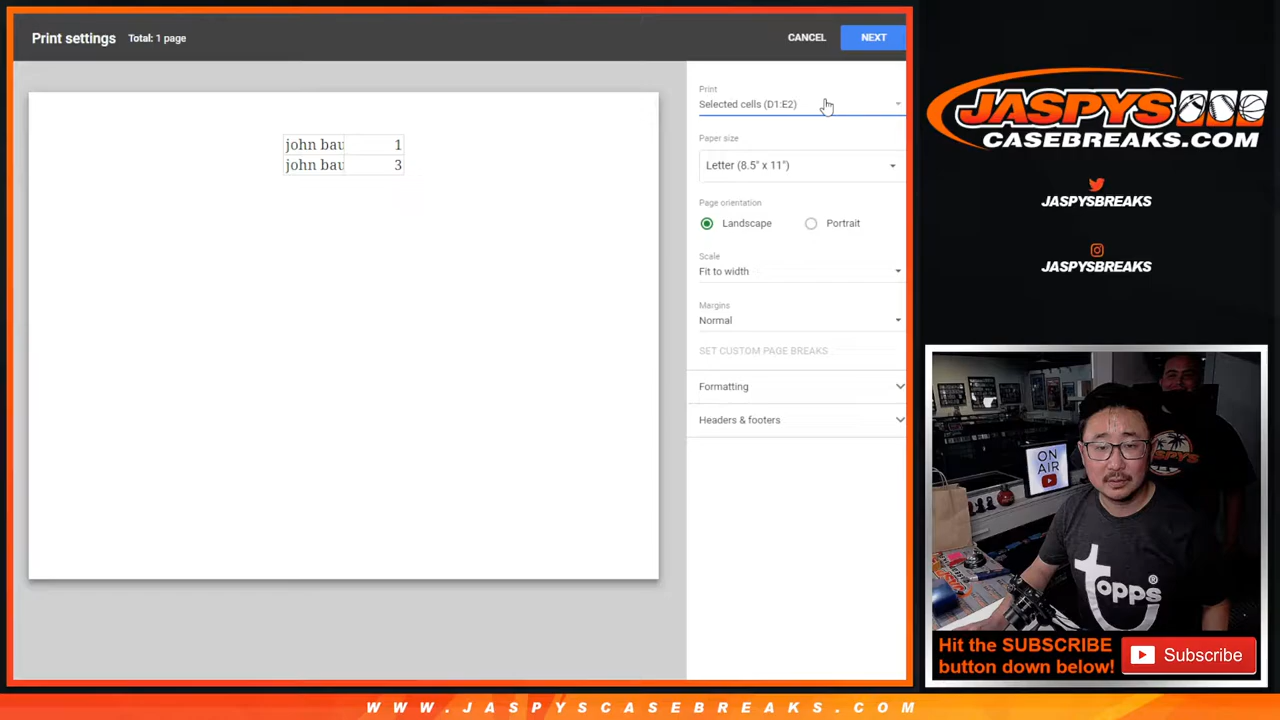 Print settings
Total: 1 page
CANCEL
NEXT
john bau 1
john bau 3
Print
Selected cells (D1:E2)
Paper size
Letter (8.5" x 11")
Page orientation
Landscape
Portrait
Scale
Fit to width
Margins
Normal
SET CUSTOM PAGE BREAKS
Formatting
Headers & footers
JASPYS
CASEBREAKS.COM
JASPYSBREAKS
JASPYSBREAKS
ON
AIR
JASPYS
topps®
Hit the SUBSCRIBE
button down below!
Subscribe
WWW.JASPYSCASEBREAKS.COM